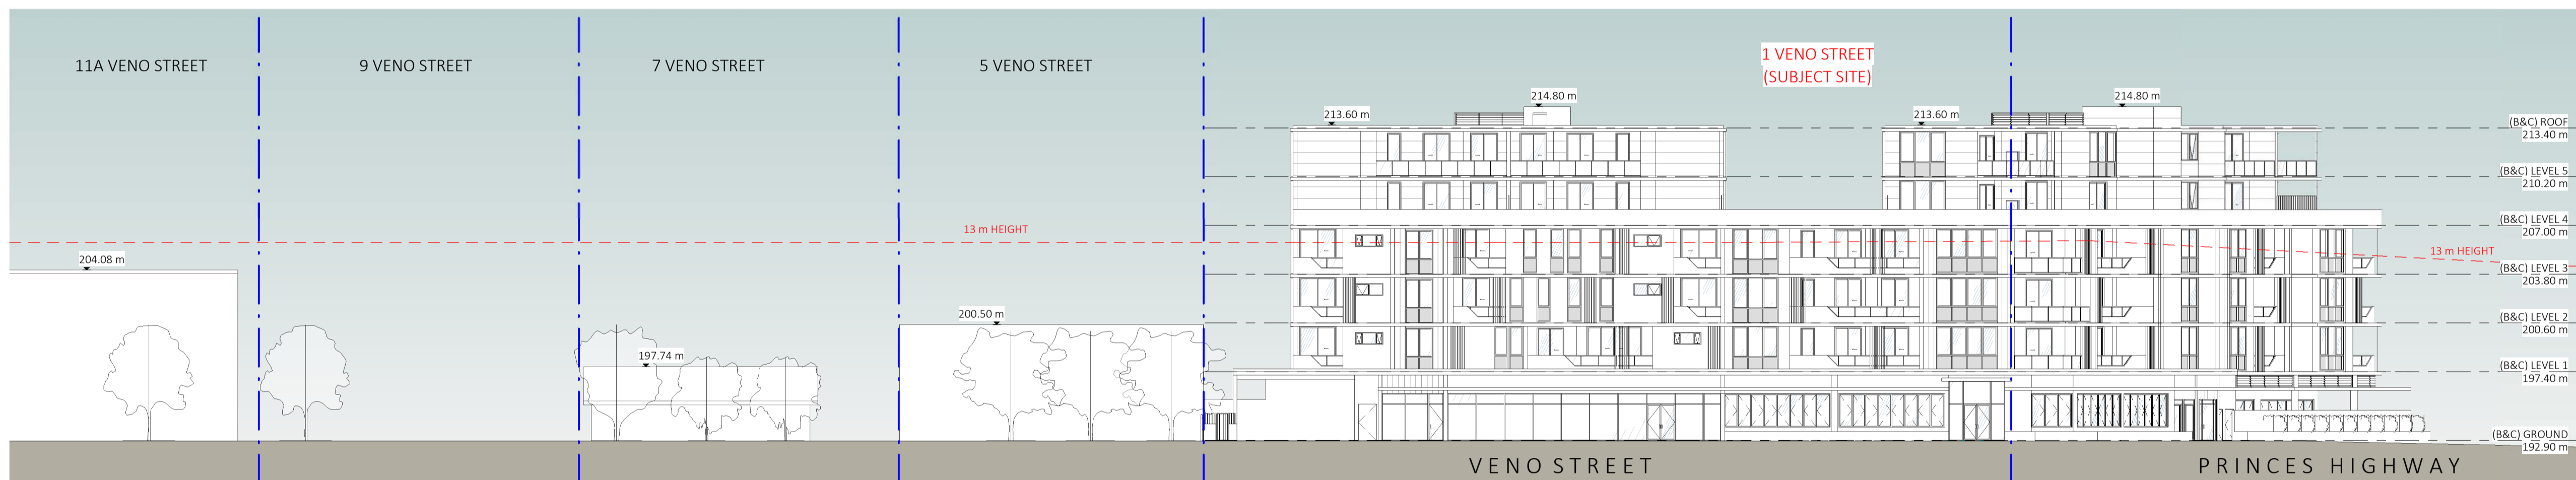 11A VENO STREET
9 VENO STREET
7 VENO STREET
5 VENO STREET
1 VENO STREET
(SUBJECT SITE)
214.80 m
214.80 m
213.60 m
213.60 m
(B&C) ROOF
213.40 m
(B&C) LEVEL 5
210.20 m
(B&C) LEVEL 4
207.00 m
13 m HEIGHT
13 m HEIGHT
204.08 m
(B&C) LEVEL 3
203.80 m
200.50 m
(B&C) LEVEL 2
200.60 m
197.74 m
(B&C) LEVEL 1
197.40 m
(B&C) GROUND
192.90 m
VENO STREET
PRINCES HIGHWAY